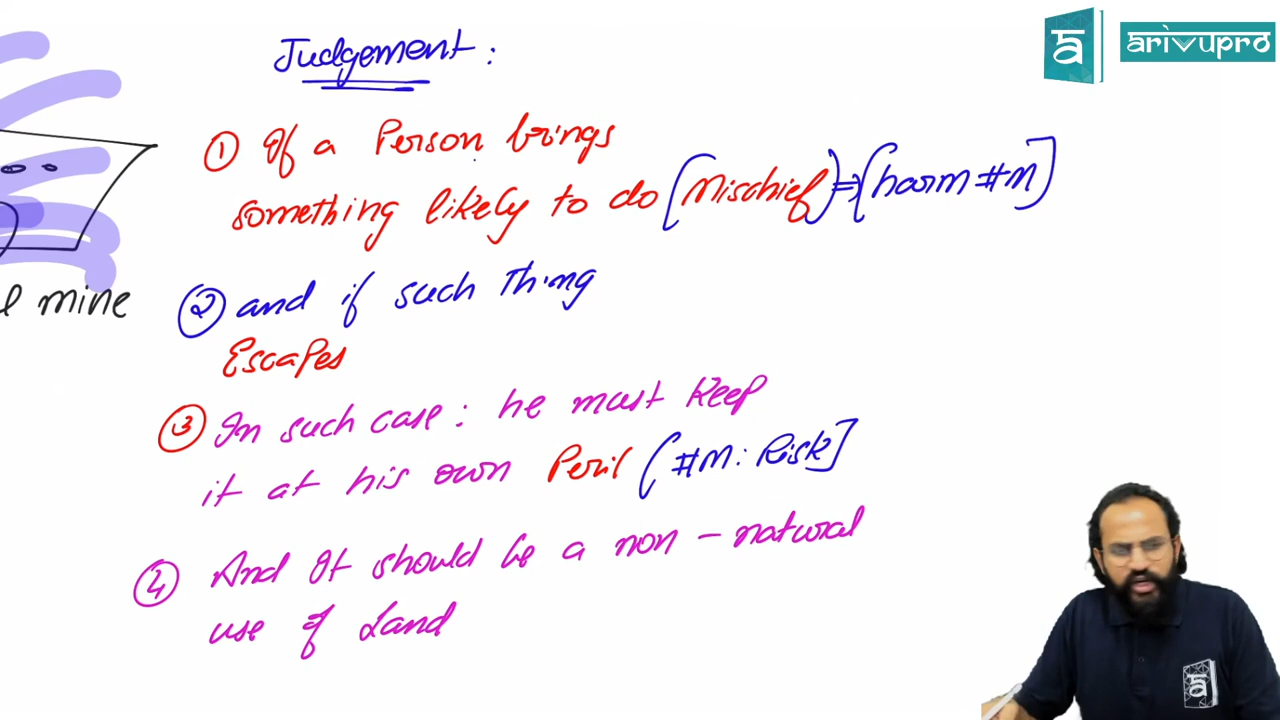 Judgement :
arivupro
① If a Person brings
something likely to do (Mischief) => [harm #M]
② and if such thing
Escapes
mine
③ In such case : he must keep
it at his own Peril [#M : Risk]
④ And It should be a non - natural
use of Land